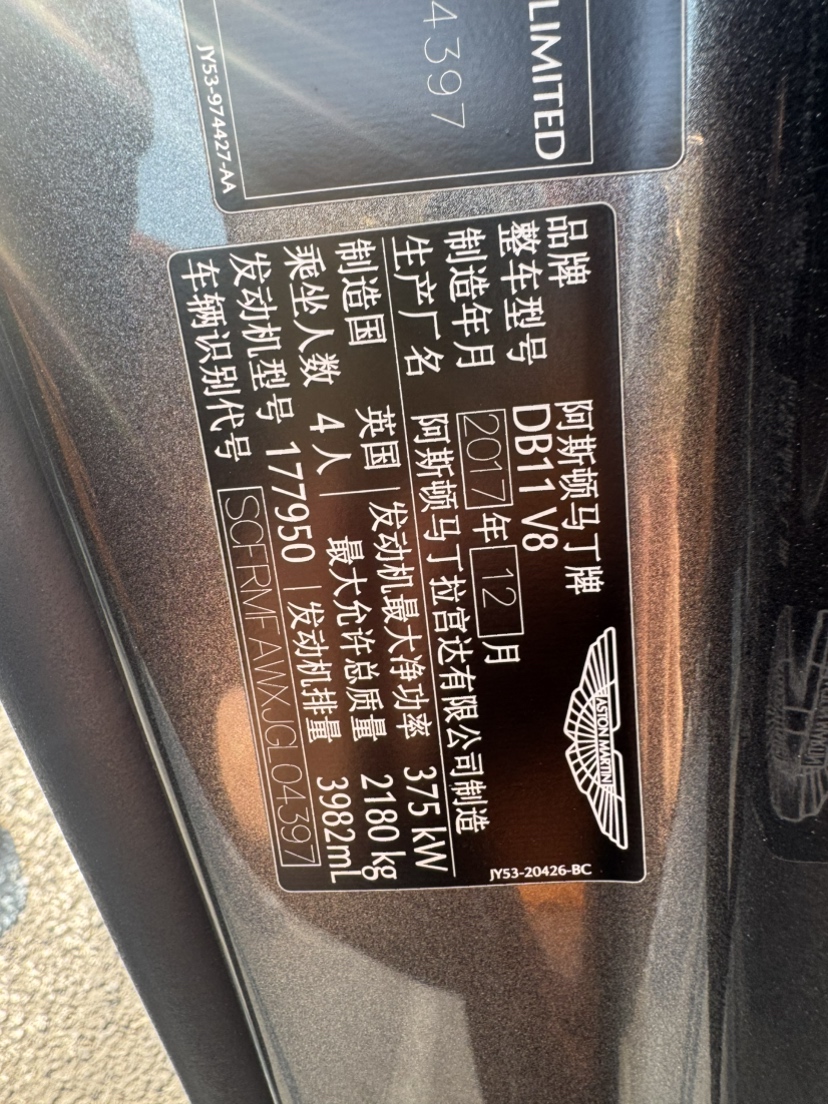 LIMITED
4397
JY53-974427-AA
品牌 阿斯顿马丁牌
整车型号 DB11 V8
制造年月 2017 年 12 月
生产厂名 阿斯顿马丁拉宫达有限公司制造
制造国 英国 发动机最大净功率 375 kW
乘坐人数 4人 最大允许总质量 2180 kg
发动机型号 177950 发动机排量 3982mL
车辆识别代号 SCFRMFAWXJGL04397
ASTON MARTIN
JY53-20426-BC